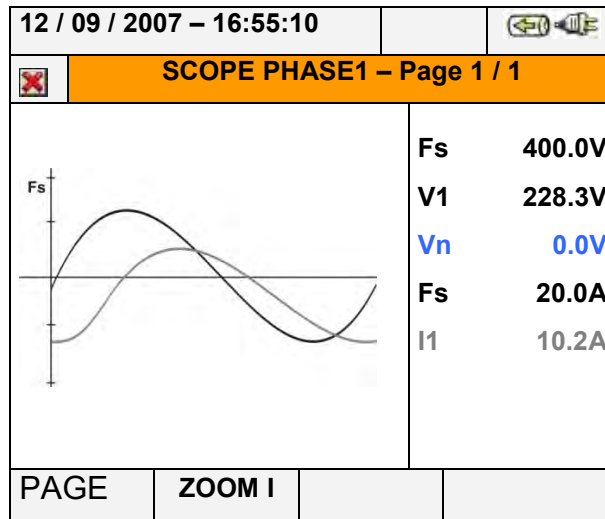 12 / 09 / 2007 – 16:55:10
SCOPE PHASE1 – Page 1 / 1
Fs
Fs 400.0V
V1 228.3V
Vn 0.0V
Fs 20.0A
I1 10.2A
PAGE ZOOM I